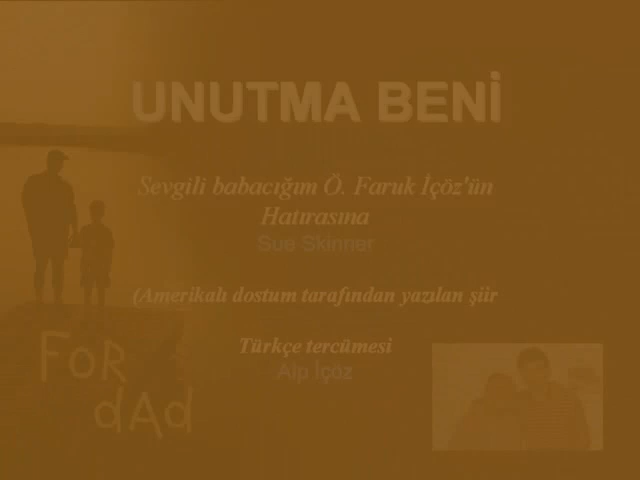 UNUTMA BENİ
Sevgili babacığım Ö. Faruk İçöz'ün
Hatırasına
Sue Skinner
(Amerikalı dostum tarafından yazılan şiir
Türkçe tercümesi
Alp İçöz
FoR
dAd